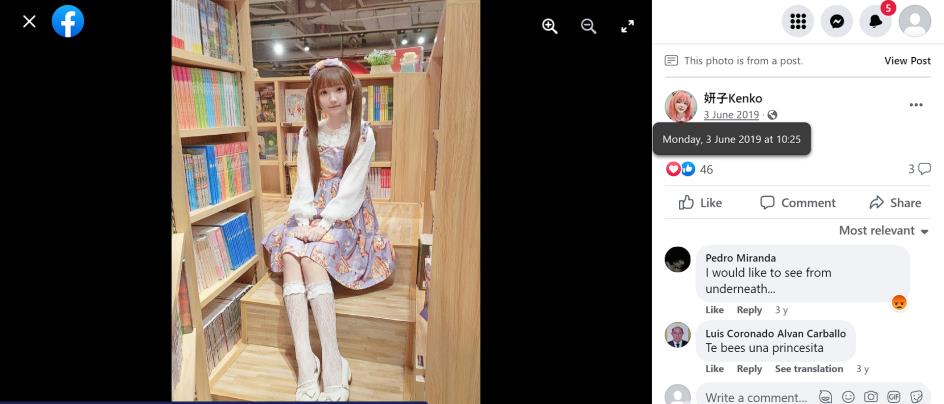 5
This photo is from a post.
View Post
妍子Kenko
3 June 2019 ·
Monday, 3 June 2019 at 10:25
46
3
Like
Comment
Share
Most relevant
Pedro Miranda
I would like to see from
underneath...
Like Reply 3 y
Luis Coronado Alvan Carballo
Te bees una princesita
Like Reply See translation 3 y
Write a comment...
GIF